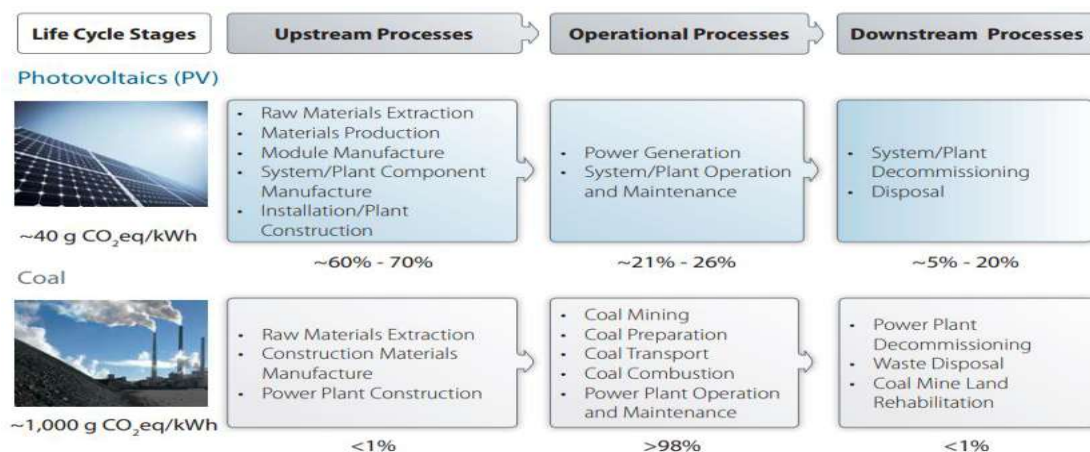 Life Cycle Stages
Upstream Processes
Operational Processes
Downstream Processes
Photovoltaics (PV)
~40 g CO₂eq/kWh
• Raw Materials Extraction
• Materials Production
• Module Manufacture
• System/Plant Component
Manufacture
• Installation/Plant
Construction
~60% - 70%
• Power Generation
• System/Plant Operation
and Maintenance
~21% - 26%
• System/Plant
Decommissioning
• Disposal
~5% - 20%
Coal
~1,000 g CO₂eq/kWh
• Raw Materials Extraction
• Construction Materials
Manufacture
• Power Plant Construction
<1%
• Coal Mining
• Coal Preparation
• Coal Transport
• Coal Combustion
• Power Plant Operation
and Maintenance
>98%
• Power Plant
Decommissioning
• Waste Disposal
• Coal Mine Land
Rehabilitation
<1%